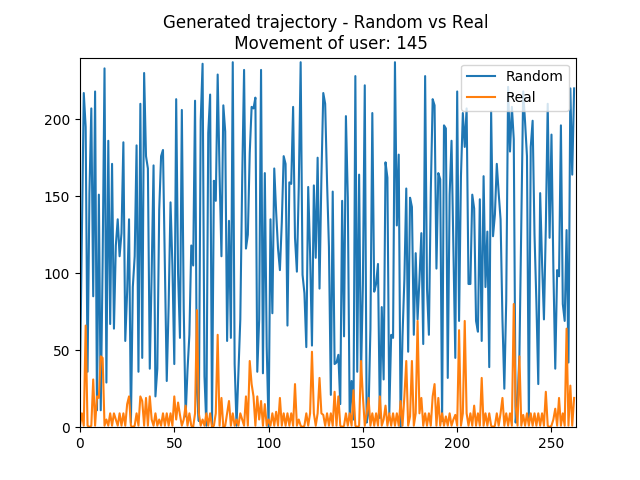 Generated trajectory - Random vs Real
Movement of user: 145
Random
Real
200
150
100
50
0
0 50 100 150 200 250